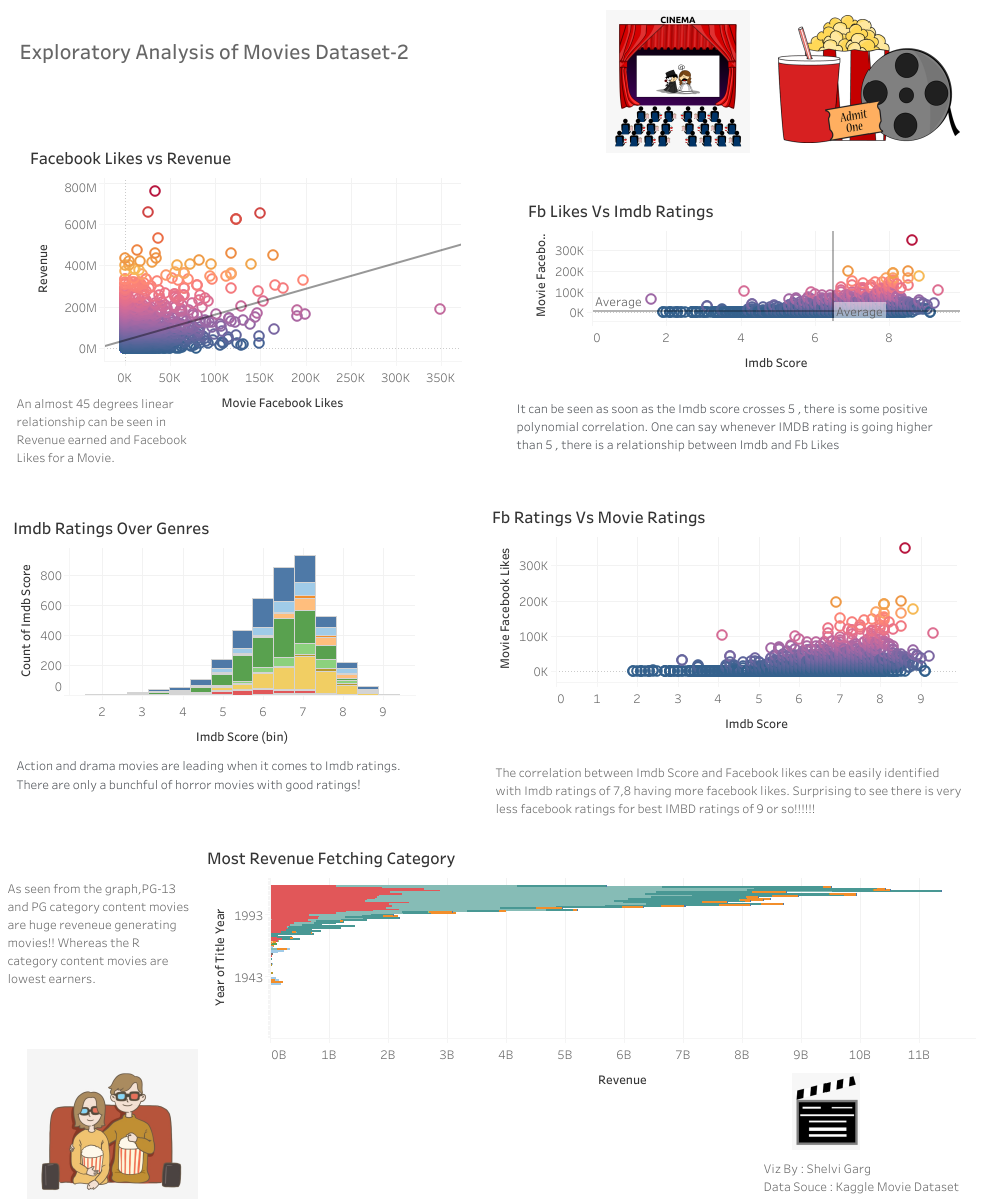 Exploratory Analysis of Movies Dataset-2
CINEMA
Admit
One
Facebook Likes vs Revenue
Revenue
800M
600M
400M
200M
0M
0K 50K 100K 150K 200K 250K 300K 350K
Movie Facebook Likes
An almost 45 degrees linear
relationship can be seen in
Revenue earned and Facebook
Likes for a Movie.
Fb Likes Vs Imdb Ratings
Movie Facebo..
300K
200K
100K
0K
Average
Average
0 2 4 6 8
Imdb Score
It can be seen as soon as the Imdb score crosses 5 , there is some positive
polynomial correlation. One can say whenever IMDB rating is going higher
than 5 , there is a relationship between Imdb and Fb Likes
Imdb Ratings Over Genres
Count of Imdb Score
800
600
400
200
0
2 3 4 5 6 7 8 9
Imdb Score (bin)
Action and drama movies are leading when it comes to Imdb ratings.
There are only a bunchful of horror movies with good ratings!
Fb Ratings Vs Movie Ratings
Movie Facebook Likes
300K
200K
100K
0K
0 1 2 3 4 5 6 7 8 9
Imdb Score
The correlation between Imdb Score and Facebook likes can be easily identified
with Imdb ratings of 7,8 having more facebook likes. Surprising to see there is very
less facebook ratings for best IMBD ratings of 9 or so!!!!!!
Most Revenue Fetching Category
As seen from the graph,PG-13
and PG category content movies
are huge reveneue generating
movies!! Whereas the R
category content movies are
lowest earners.
Year of Title Year
1993
1943
0B 1B 2B 3B 4B 5B 6B 7B 8B 9B 10B 11B
Revenue
Viz By : Shelvi Garg
Data Souce : Kaggle Movie Dataset